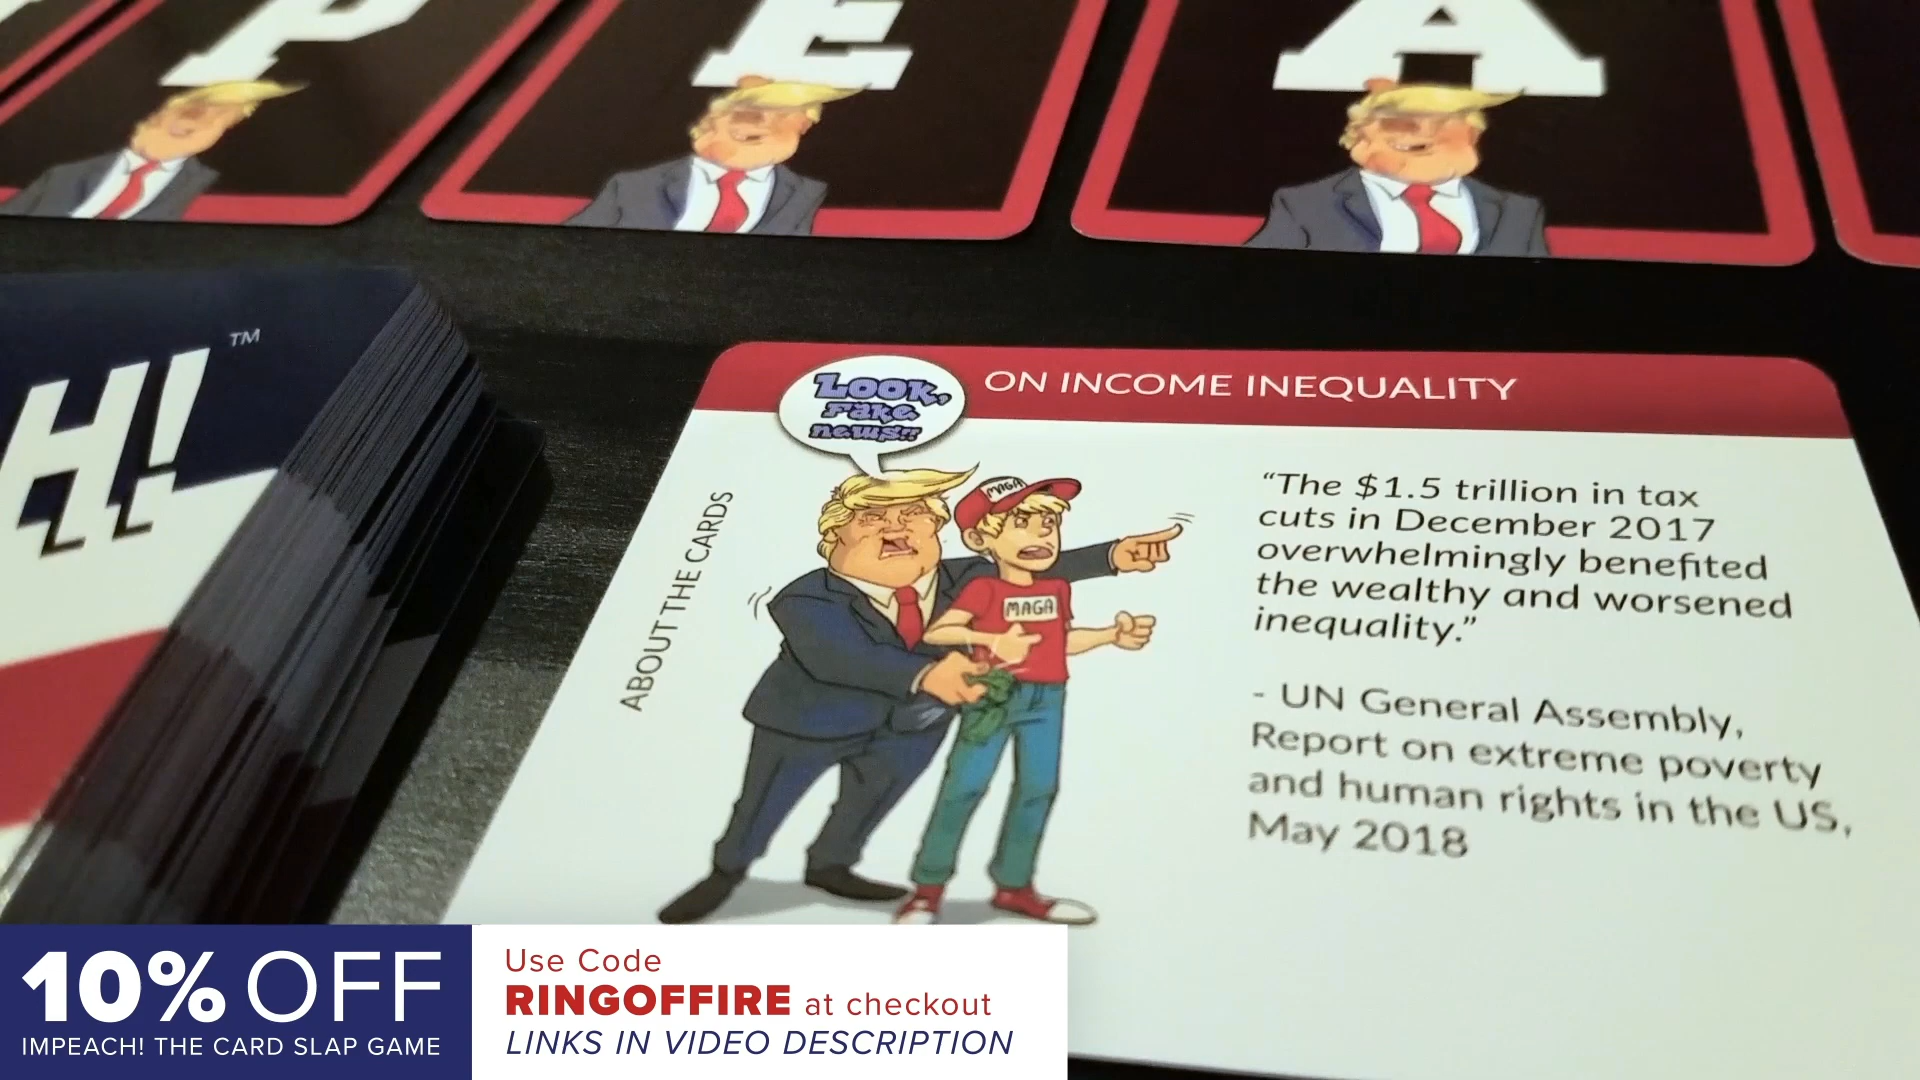 P E A
H!
TM
ON INCOME INEQUALITY
LOOK,
Fake
news!!
ABOUT THE CARDS
MAGA
MAGA
“The $1.5 trillion in tax
cuts in December 2017
overwhelmingly benefited
the wealthy and worsened
inequality.”
- UN General Assembly,
Report on extreme poverty
and human rights in the US,
May 2018
10% OFF
IMPEACH! THE CARD SLAP GAME
Use Code
RINGOFFIRE at checkout
LINKS IN VIDEO DESCRIPTION